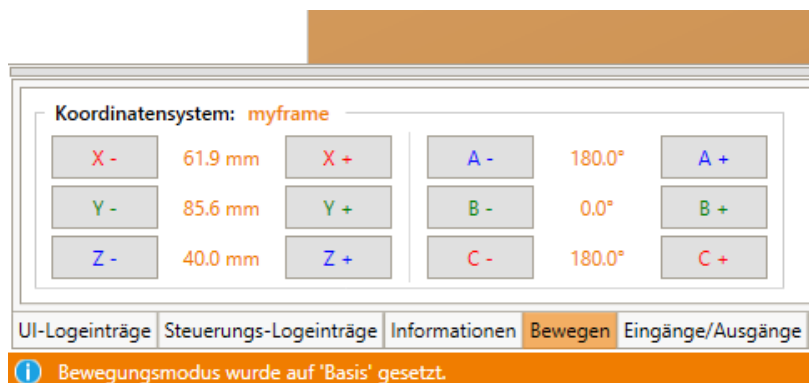 Koordinatensystem: myframe
X - 61.9 mm X + A - 180.0° A +
Y - 85.6 mm Y + B - 0.0° B +
Z - 40.0 mm Z + C - 180.0° C +
UI-Logeinträge Steuerungs-Logeinträge Informationen Bewegen Eingänge/Ausgänge
Bewegungsmodus wurde auf 'Basis' gesetzt.